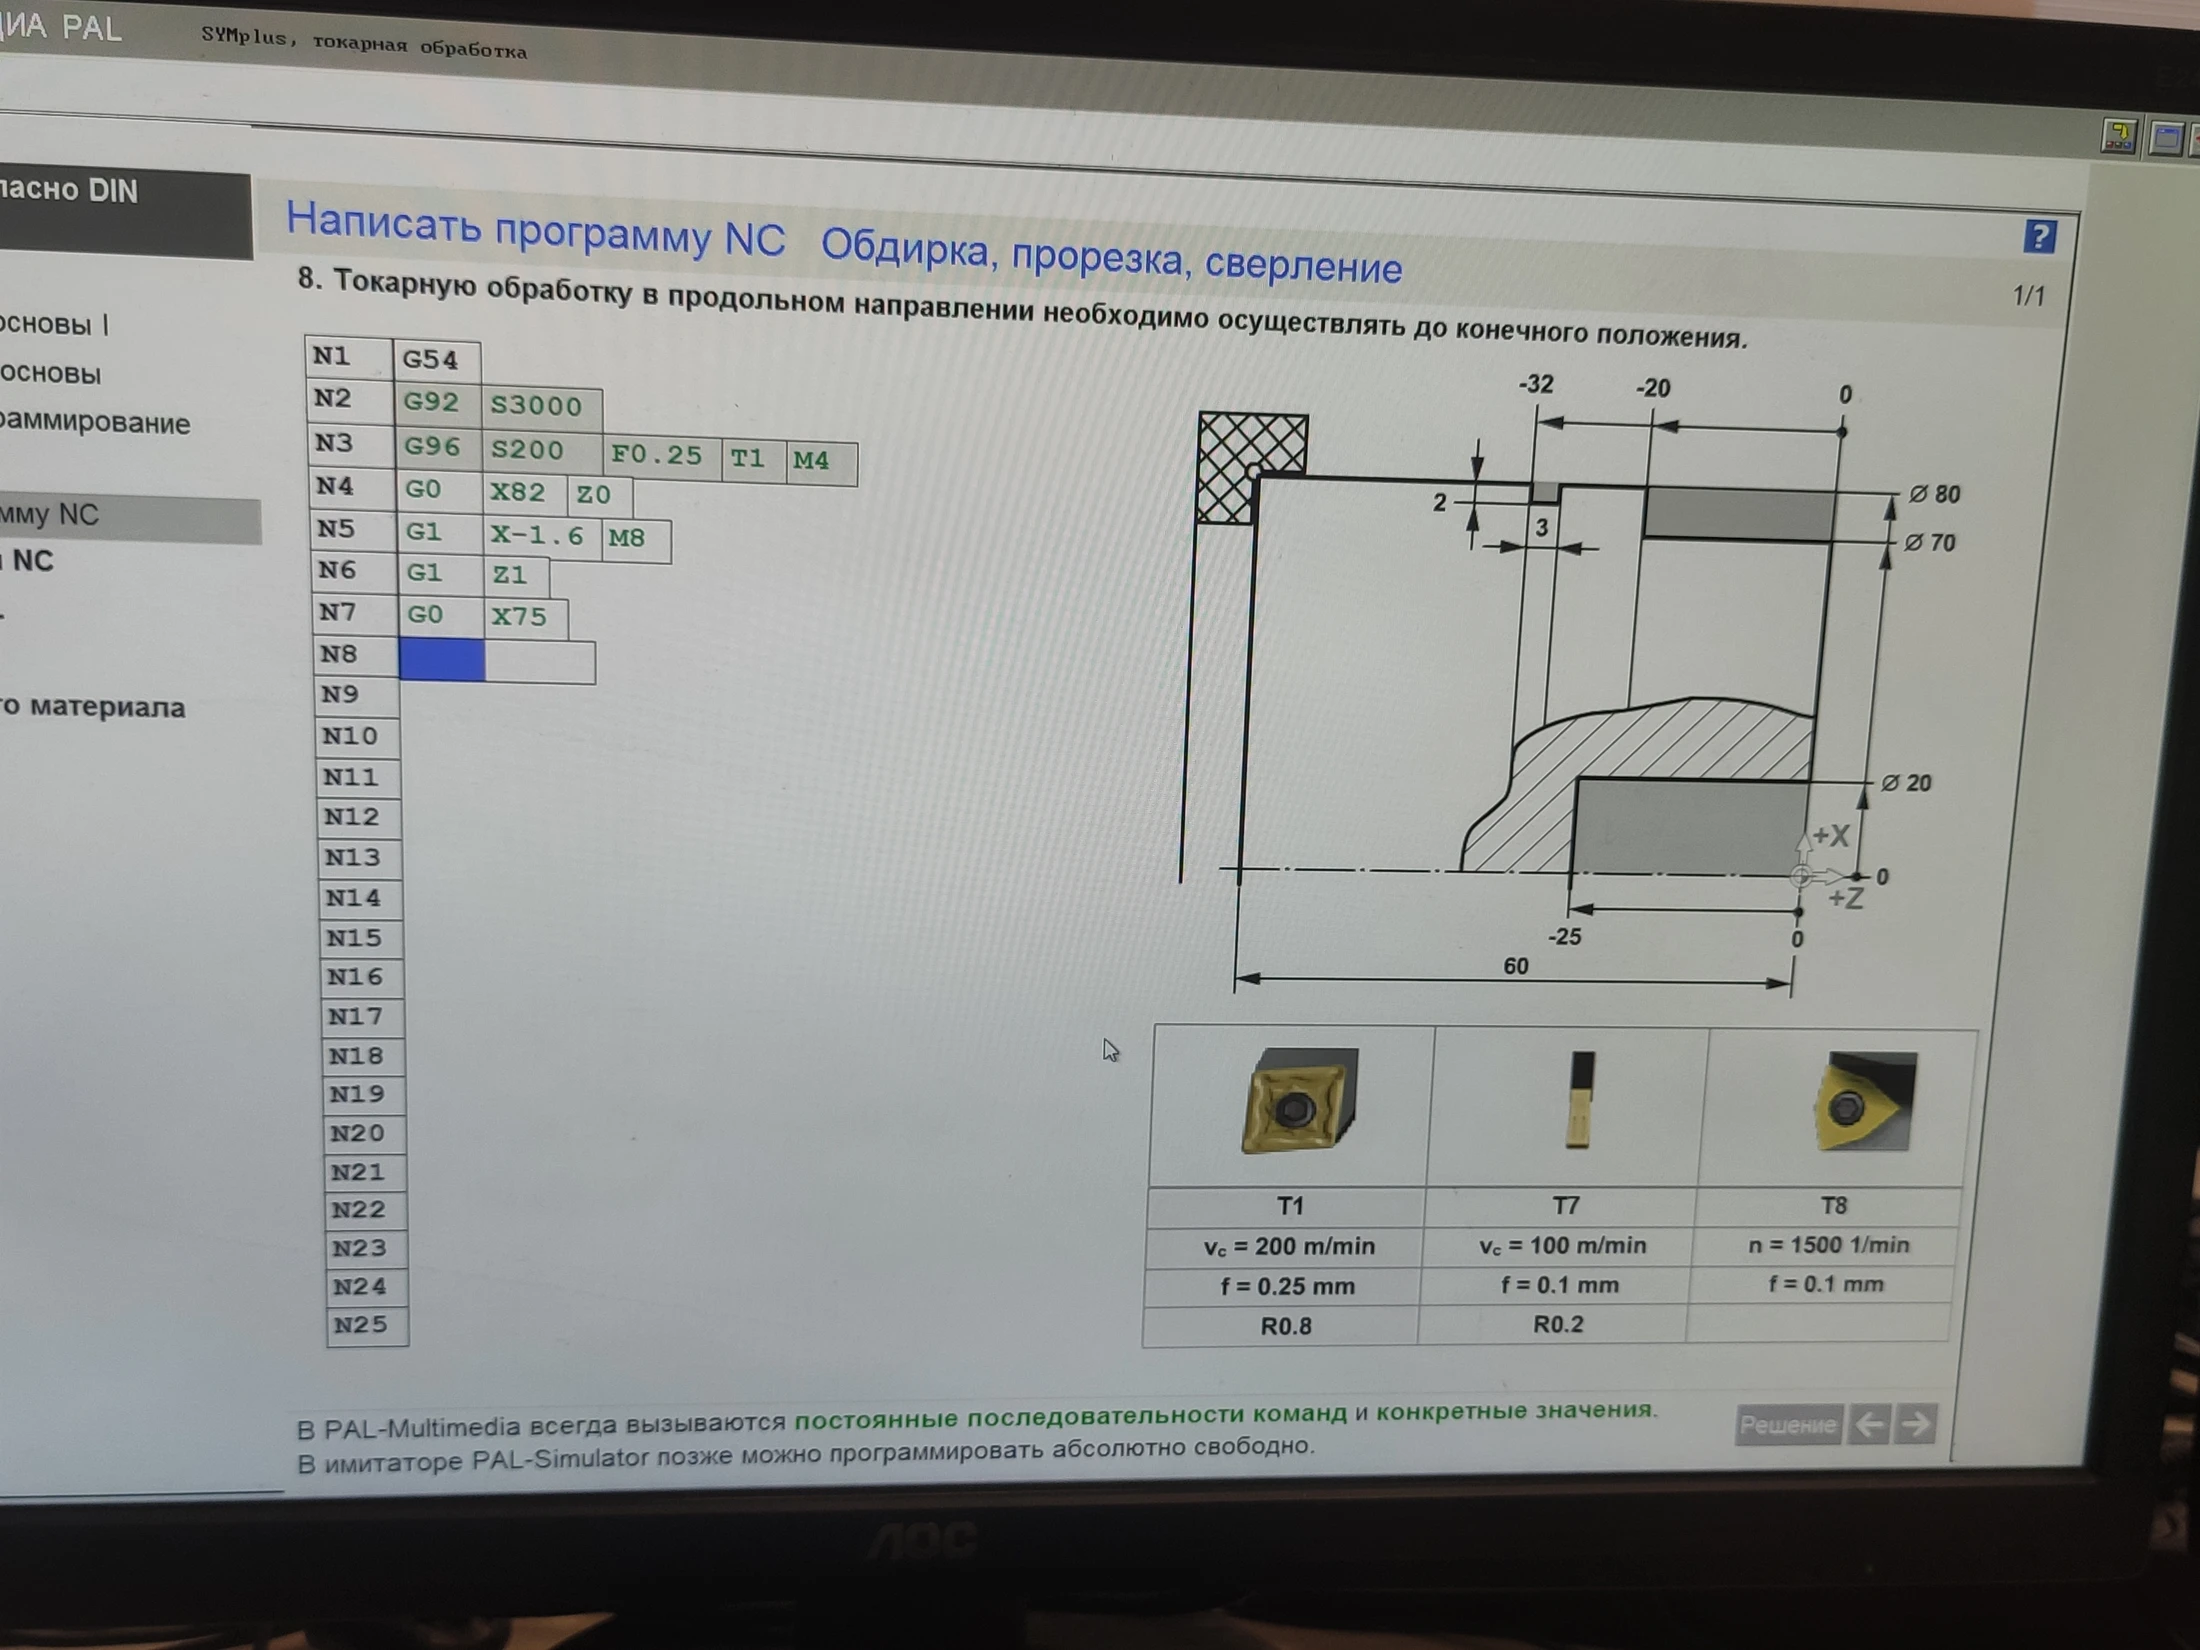 PAL
SYMplus, токарная обработка
DIN
Написать программу NC Обдирка, прорезка, сверление
?
8. Токарную обработку в продольном направлении необходимо осуществлять до конечного положения.
1/1
основы
NC
NC
материала
N1 G54
N2 G92 S3000
N3 G96 S200 F0.25 T1 M4
N4 G0 X82 Z0
N5 G1 X-1.6 M8
N6 G1 Z1
N7 G0 X75
N8
N9
N10
N11
N12
N13
N14
N15
N16
N17
N18
N19
N20
N21
N22
N23
N24
N25
-32 -20 0
2
3
Ø 80
Ø 70
Ø 20
+X
0
+Z
-25 0
60
T1 T7 T8
vc = 200 m/min vc = 100 m/min n = 1500 1/min
f = 0.25 mm f = 0.1 mm f = 0.1 mm
R0.8 R0.2
В PAL-Multimedia всегда вызываются постоянные последовательности команд и конкретные значения.
В имитаторе PAL-Simulator позже можно программировать абсолютно свободно.
Решение
AOC